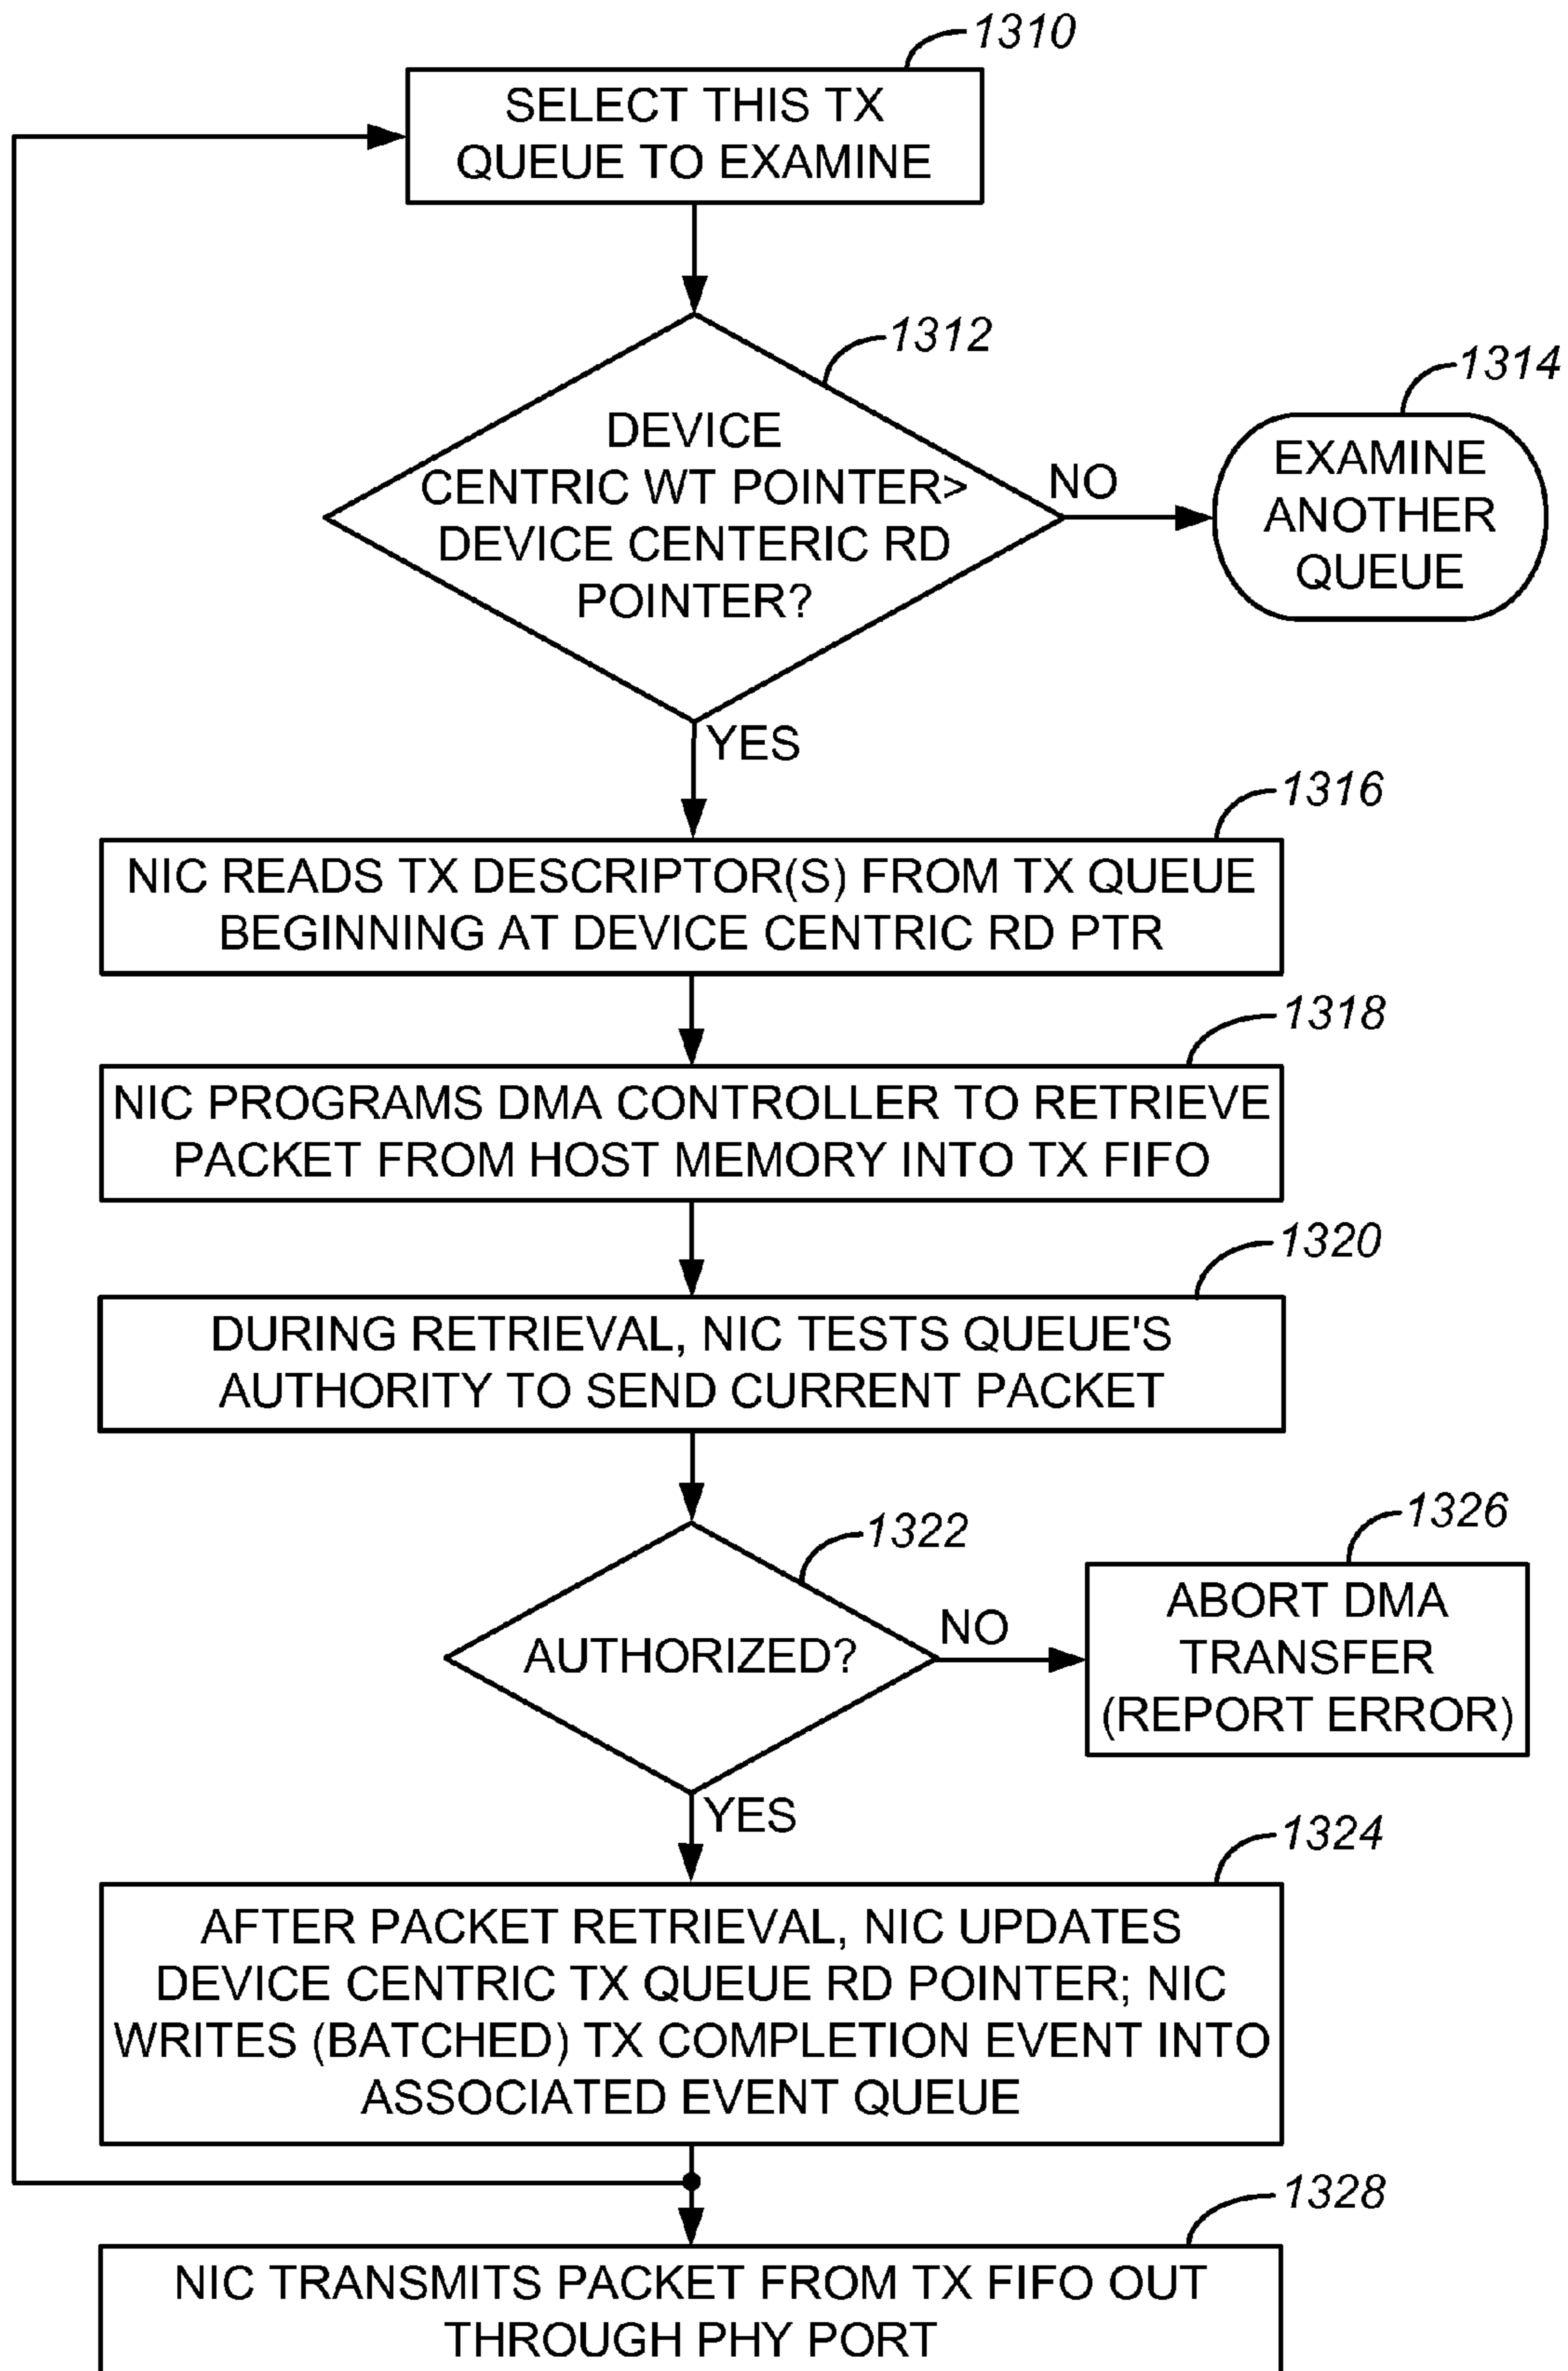 1310
SELECT THIS TX
QUEUE TO EXAMINE
1312
DEVICE
CENTRIC WT POINTER>
DEVICE CENTERIC RD
POINTER?
NO
1314
EXAMINE
ANOTHER
QUEUE
YES
1316
NIC READS TX DESCRIPTOR(S) FROM TX QUEUE
BEGINNING AT DEVICE CENTRIC RD PTR
1318
NIC PROGRAMS DMA CONTROLLER TO RETRIEVE
PACKET FROM HOST MEMORY INTO TX FIFO
1320
DURING RETRIEVAL, NIC TESTS QUEUE'S
AUTHORITY TO SEND CURRENT PACKET
1322
AUTHORIZED?
NO
1326
ABORT DMA
TRANSFER
(REPORT ERROR)
YES
1324
AFTER PACKET RETRIEVAL, NIC UPDATES
DEVICE CENTRIC TX QUEUE RD POINTER; NIC
WRITES (BATCHED) TX COMPLETION EVENT INTO
ASSOCIATED EVENT QUEUE
1328
NIC TRANSMITS PACKET FROM TX FIFO OUT
THROUGH PHY PORT